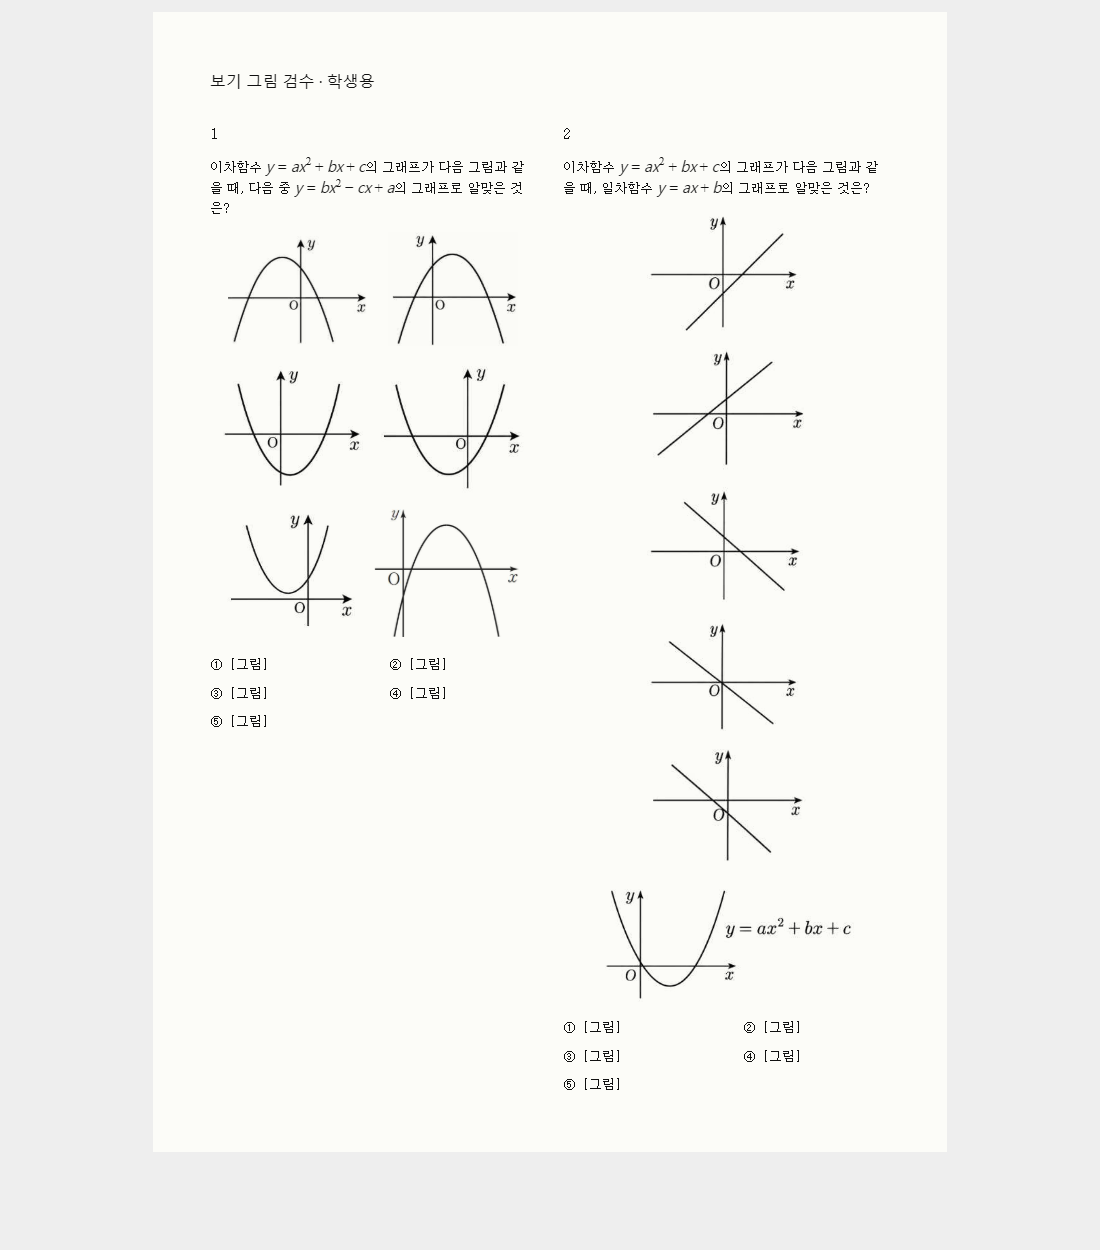 보기 그림 검수 · 학생용
1
이차함수 y = ax² + bx + c의 그래프가 다음 그림과 같
을 때, 다음 중 y = bx² − cx + a의 그래프로 알맞은 것
은?
y
O
x
y
O
x
y
O
x
y
O
x
y
O
x
y
O
x
① [그림]
② [그림]
③ [그림]
④ [그림]
⑤ [그림]
2
이차함수 y = ax² + bx + c의 그래프가 다음 그림과 같
을 때, 일차함수 y = ax + b의 그래프로 알맞은 것은?
y
O
x
y
O
x
y
O
x
y
O
x
y
O
x
y
y = ax² + bx + c
O
x
① [그림]
② [그림]
③ [그림]
④ [그림]
⑤ [그림]